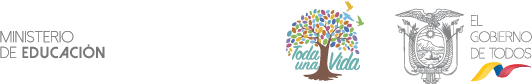 MINISTERIO
DE EDUCACIÓN
Toda
una Vida
EL
GOBIERNO
DE TODOS